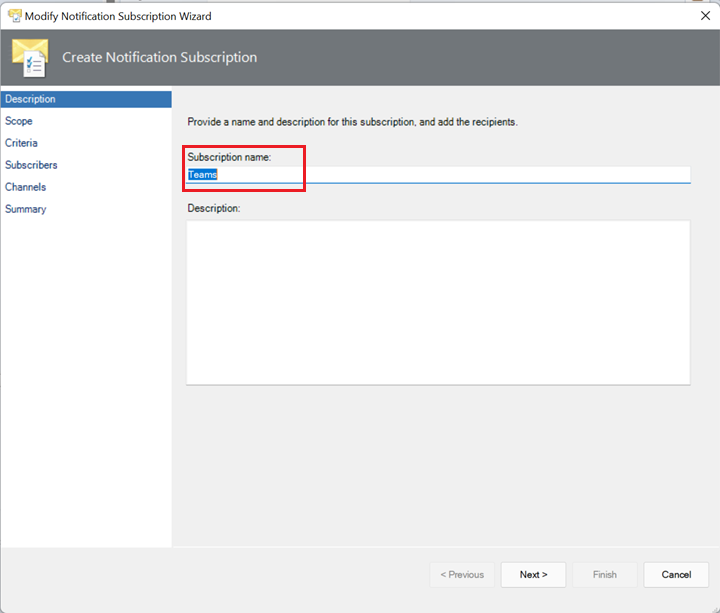 Modify Notification Subscription Wizard
Create Notification Subscription
Description
Scope
Criteria
Subscribers
Channels
Summary
Provide a name and description for this subscription, and add the recipients.
Subscription name:
Teams
Description:
< Previous
Next >
Finish
Cancel